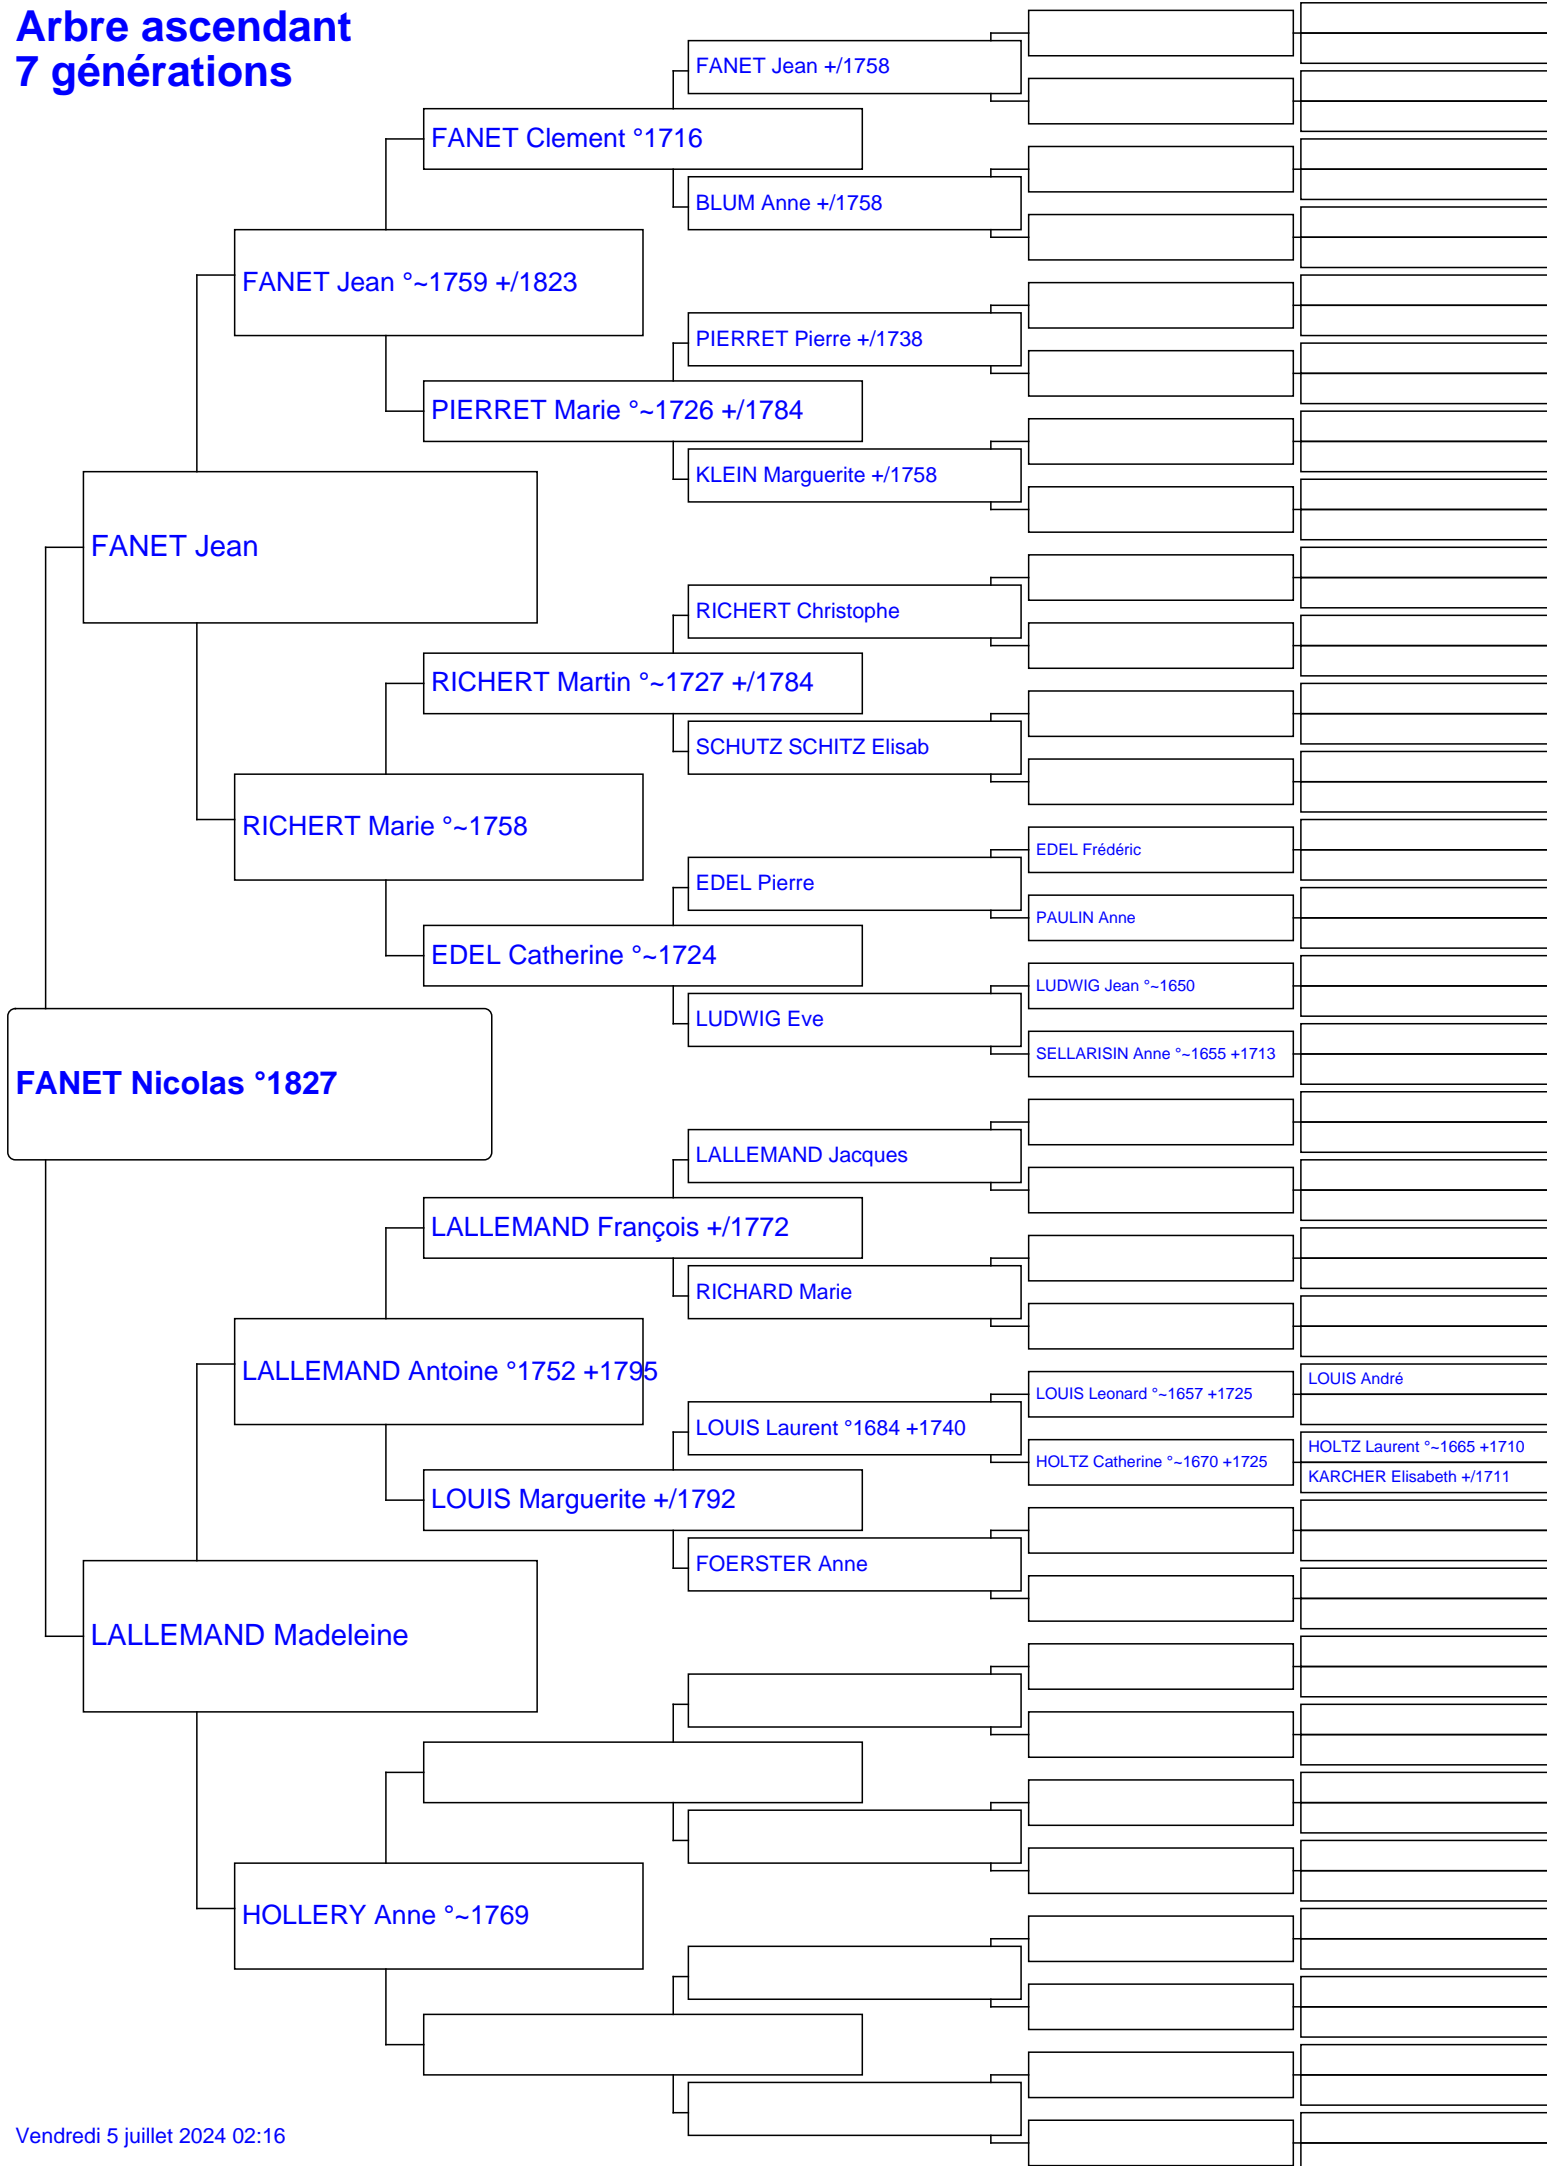 Arbre ascendant
7 générations
FANET Jean +/1758
FANET Clement °1716
BLUM Anne +/1758
FANET Jean °~1759 +/1823
PIERRET Pierre +/1738
PIERRET Marie °~1726 +/1784
KLEIN Marguerite +/1758
FANET Jean
RICHERT Christophe
RICHERT Martin °~1727 +/1784
SCHUTZ SCHITZ Elisab
RICHERT Marie °~1758
EDEL Frédéric
EDEL Pierre
PAULIN Anne
EDEL Catherine °~1724
LUDWIG Jean °~1650
LUDWIG Eve
SELLARISIN Anne °~1655 +1713
FANET Nicolas °1827
LALLEMAND Jacques
LALLEMAND François +/1772
RICHARD Marie
LALLEMAND Antoine °1752 +1795
LOUIS André
LOUIS Leonard °~1657 +1725
LOUIS Laurent °1684 +1740
HOLTZ Laurent °~1665 +1710
HOLTZ Catherine °~1670 +1725
KARCHER Elisabeth +/1711
LOUIS Marguerite +/1792
FOERSTER Anne
LALLEMAND Madeleine
HOLLERY Anne °~1769
Vendredi 5 juillet 2024 02:16